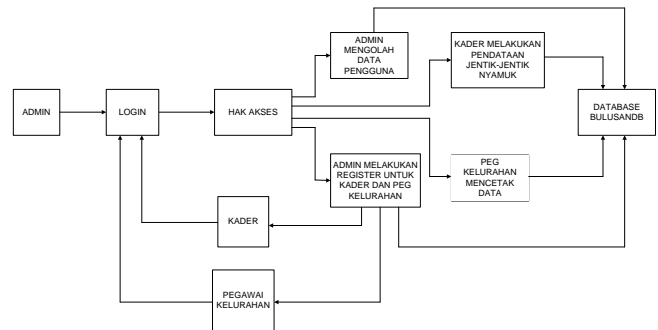 ADMIN
MENGOLAH
DATA
PENGGUNA
KADER MELAKUKAN
PENDATAAN
JENTIK-JENTIK
NYAMUK
ADMIN
LOGIN
HAK AKSES
DATABASE
BULUSANDB
ADMIN MELAKUKAN
REGISTER UNTUK
KADER DAN PEG
KELURAHAN
PEG
KELURAHAN
MENCETAK
DATA
KADER
PEGAWAI
KELURAHAN